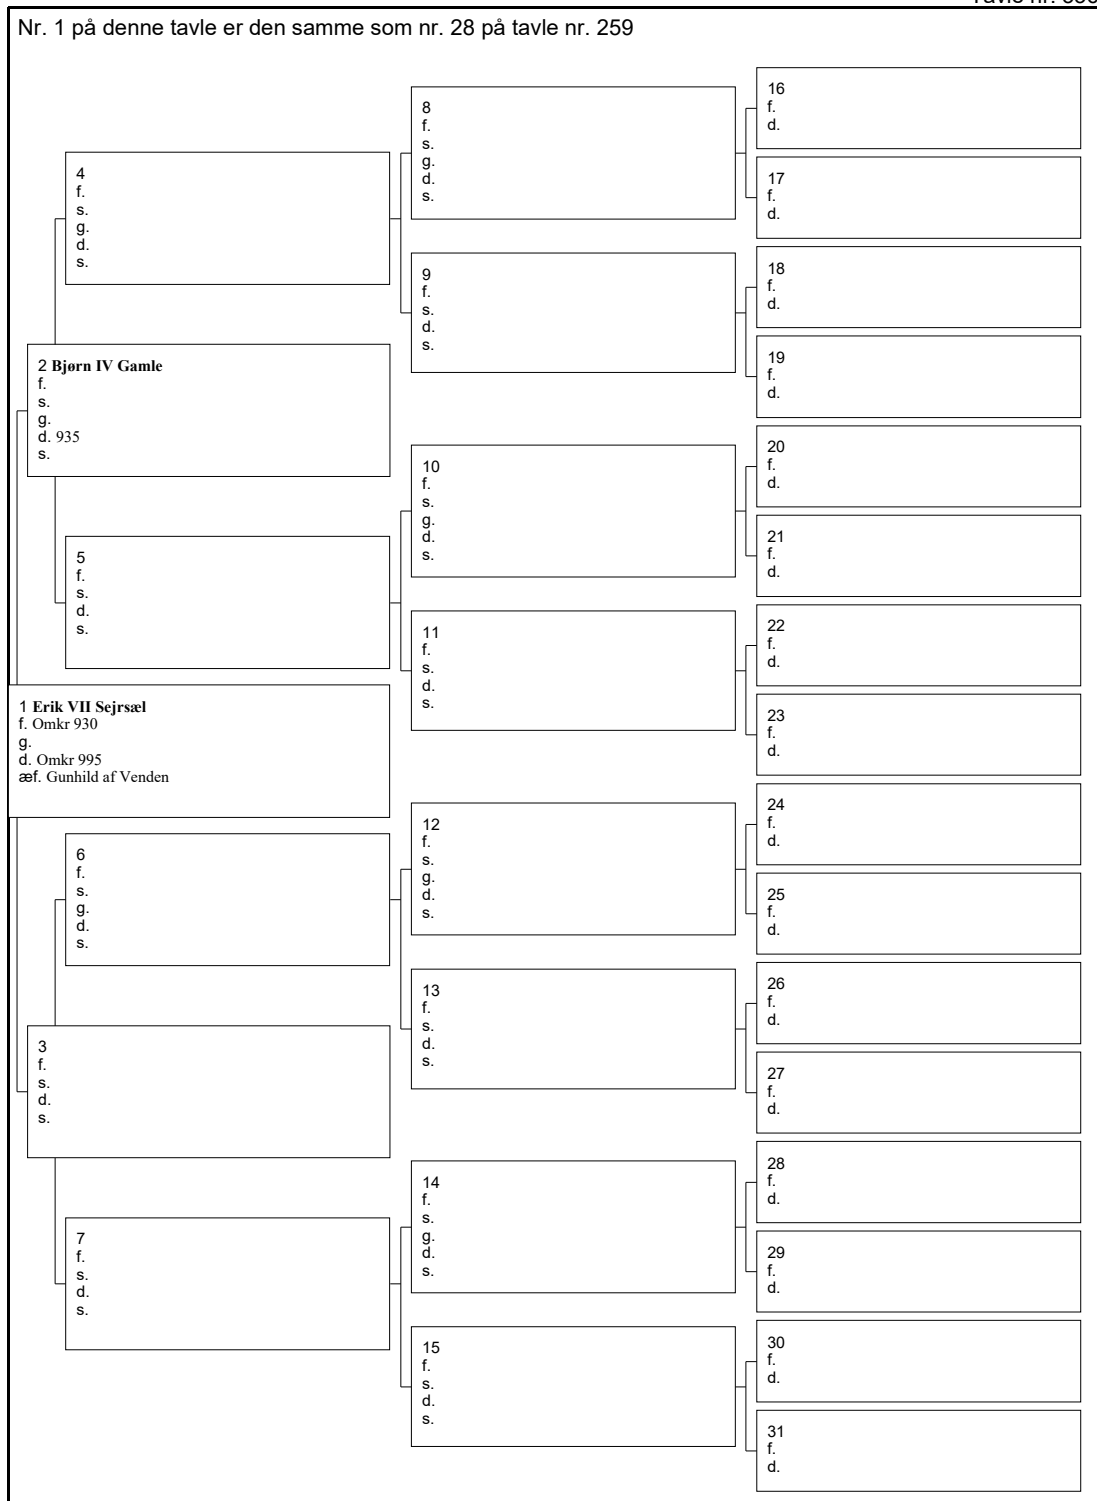 Nr. 1 på denne tavle er den samme som nr. 28 på tavle nr. 259
16
f.
d.
8
f.
s.
g.
d.
s.
17
f.
d.
4
f.
s.
g.
d.
s.
18
f.
d.
9
f.
s.
d.
s.
19
f.
d.
2 Bjørn IV Gamle
f.
s.
g.
d. 935
s.
20
f.
d.
10
f.
s.
g.
d.
s.
21
f.
d.
5
f.
s.
d.
s.
22
f.
d.
11
f.
s.
d.
s.
23
f.
d.
1 Erik VII Sejrsæl
f. Omkr 930
g.
d. Omkr 995
æf. Gunhild af Venden
24
f.
d.
12
f.
s.
g.
d.
s.
25
f.
d.
6
f.
s.
g.
d.
s.
26
f.
d.
13
f.
s.
d.
s.
27
f.
d.
3
f.
s.
d.
s.
28
f.
d.
14
f.
s.
g.
d.
s.
29
f.
d.
7
f.
s.
d.
s.
30
f.
d.
15
f.
s.
d.
s.
31
f.
d.